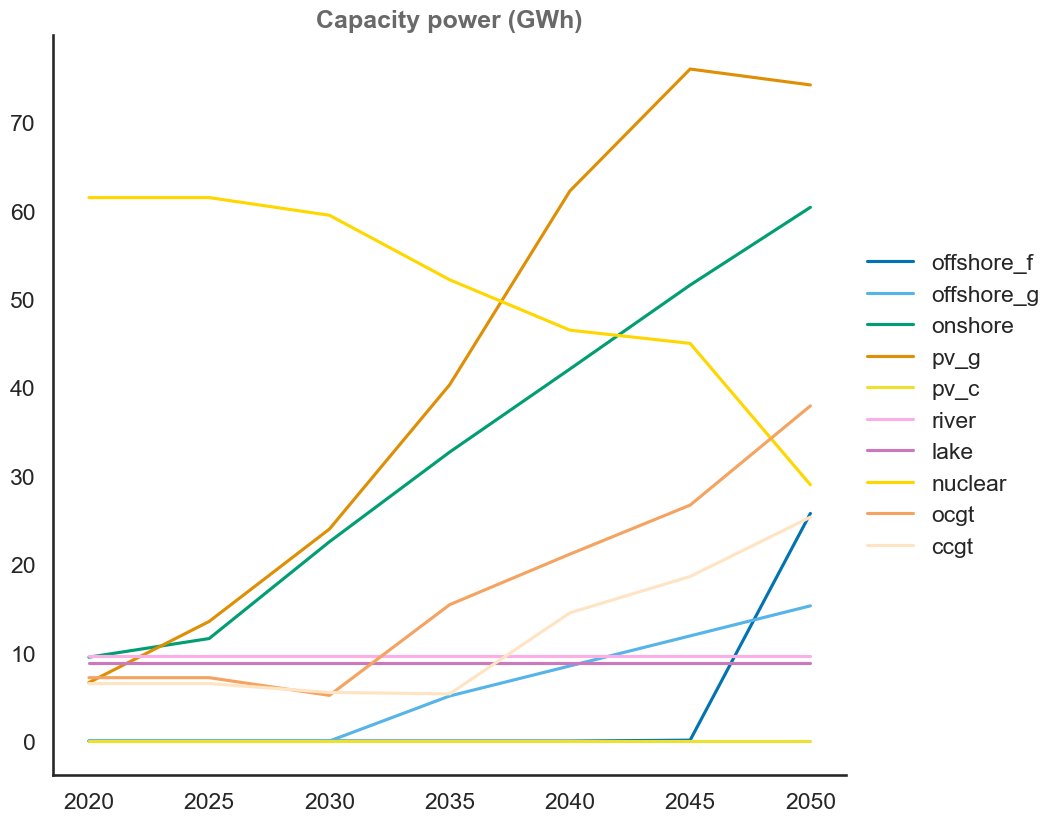 Capacity power (GWh)
70
60
50
40
30
20
10
0
2020 2025 2030 2035 2040 2045 2050
offshore_f
offshore_g
onshore
pv_g
pv_c
river
lake
nuclear
ocgt
ccgt